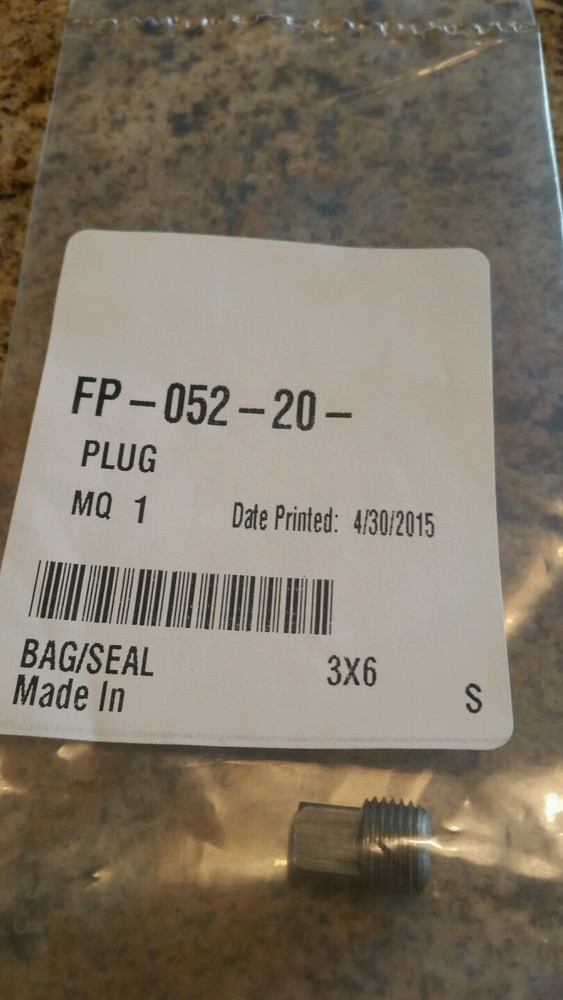 FP-052-20-
PLUG
MQ 1 Date Printed: 4/30/2015
BAG/SEAL 3X6
Made In S